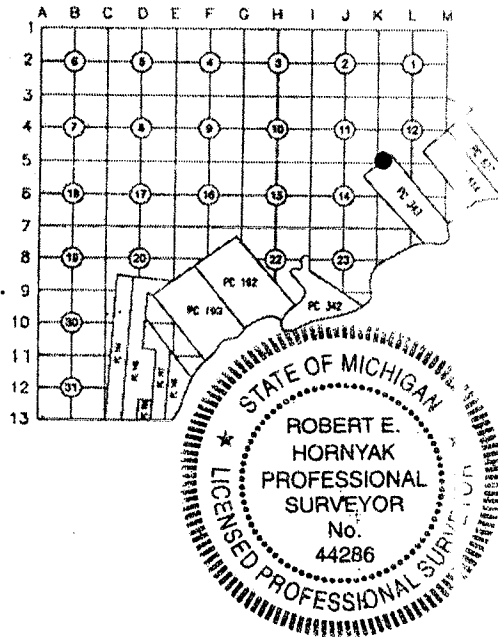 A B C D E F G H I J K L M
1
2 6 5 4 3 2 1
3
4 7 8 9 10 11 12
5
PC 343
6 18 17 16 15 14
7
8 19 20 22 23
9
PC 192
PC 193
PC 342
10 30
11
12 31
13
STATE OF MICHIGAN
ROBERT E.
HORNYAK
PROFESSIONAL
SURVEYOR
No.
44286
LICENSED PROFESSIONAL SURVEYOR